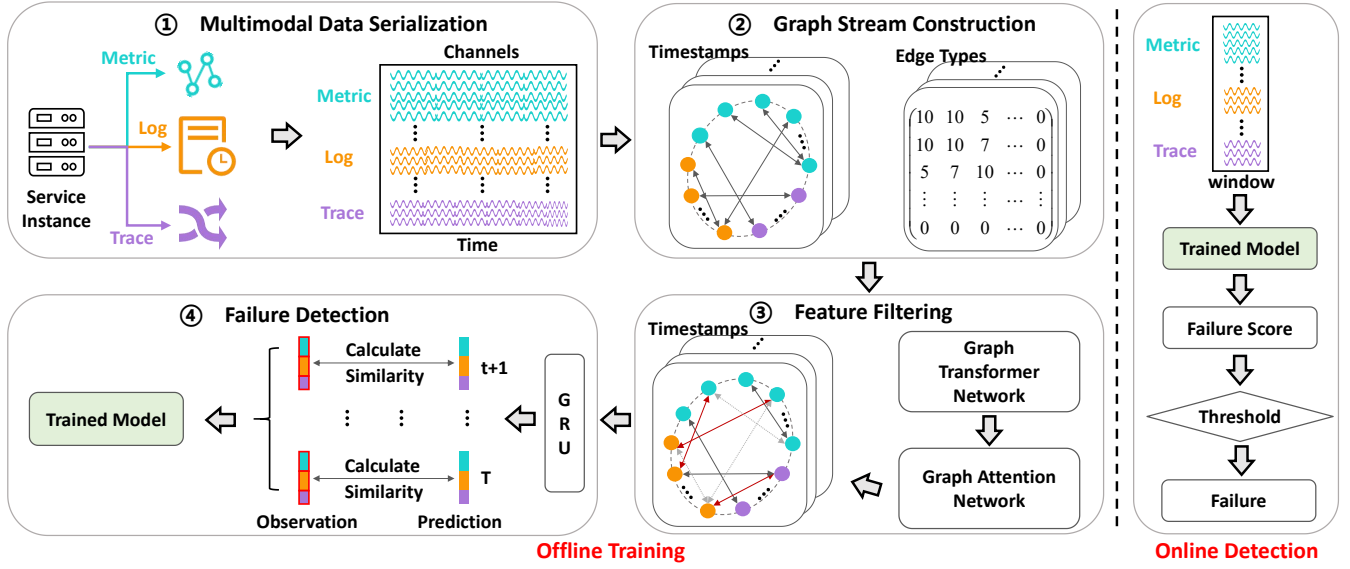 ① Multimodal Data Serialization
Metric
Log
Trace
Service
Instance
Channels
Metric
Log
Trace
Time
② Graph Stream Construction
Timestamps
Edge Types
10 10 5 ⋯ 0
10 10 7 ⋯ 0
5 7 10 ⋯ 0
⋮ ⋮ ⋮ ⋮
0 0 0 ⋯ 0
③ Feature Filtering
Timestamps
Graph
Transformer
Network
Graph Attention
Network
④ Failure Detection
Calculate
Similarity
t+1
Calculate
Similarity
T
Observation
Prediction
G
R
U
Trained Model
Offline Training
Metric
Log
Trace
window
Trained Model
Failure Score
Threshold
Failure
Online Detection